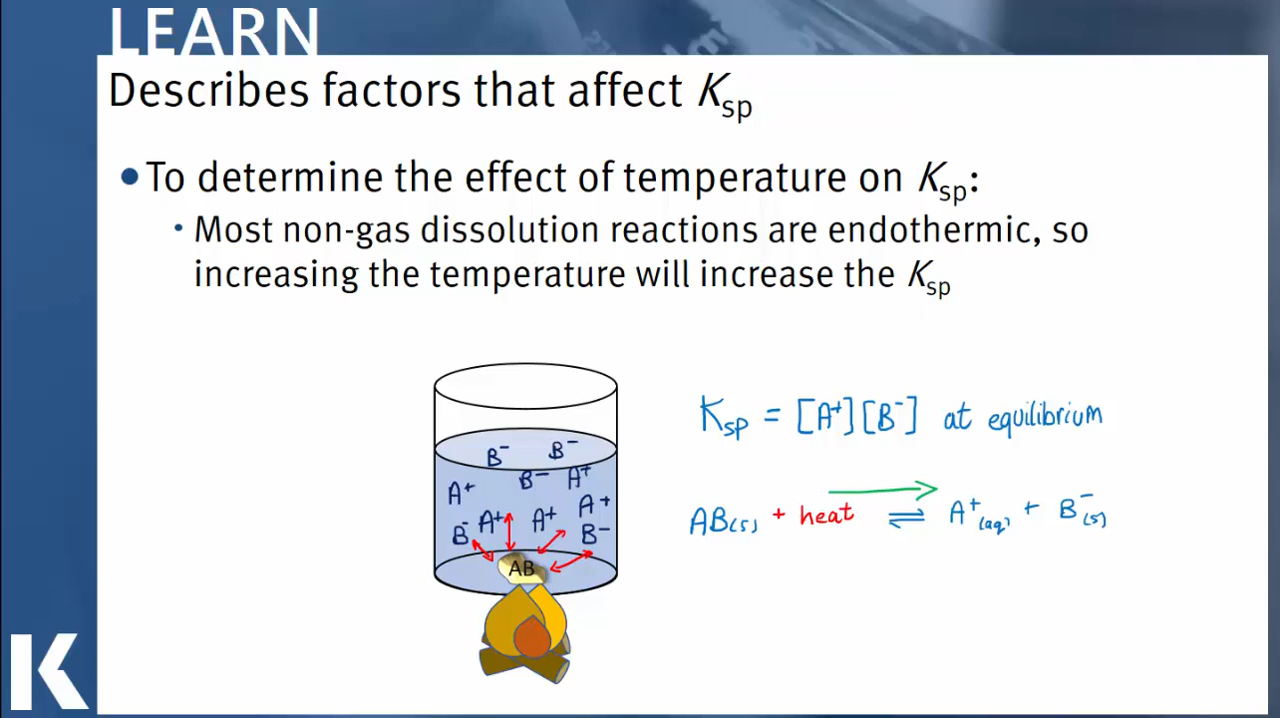 LEARN
Describes factors that affect Ksp
• To determine the effect of temperature on Ksp:
• Most non-gas dissolution reactions are endothermic, so
increasing the temperature will increase the Ksp
Ksp = [A⁺][B⁻] at equilibrium
AB(s) + heat ⇌ A⁺(aq) + B⁻(s)
B⁻ B⁻
B⁻ A⁺
A⁺
A⁺ A⁺ A⁺
B⁻ B⁻
AB
K